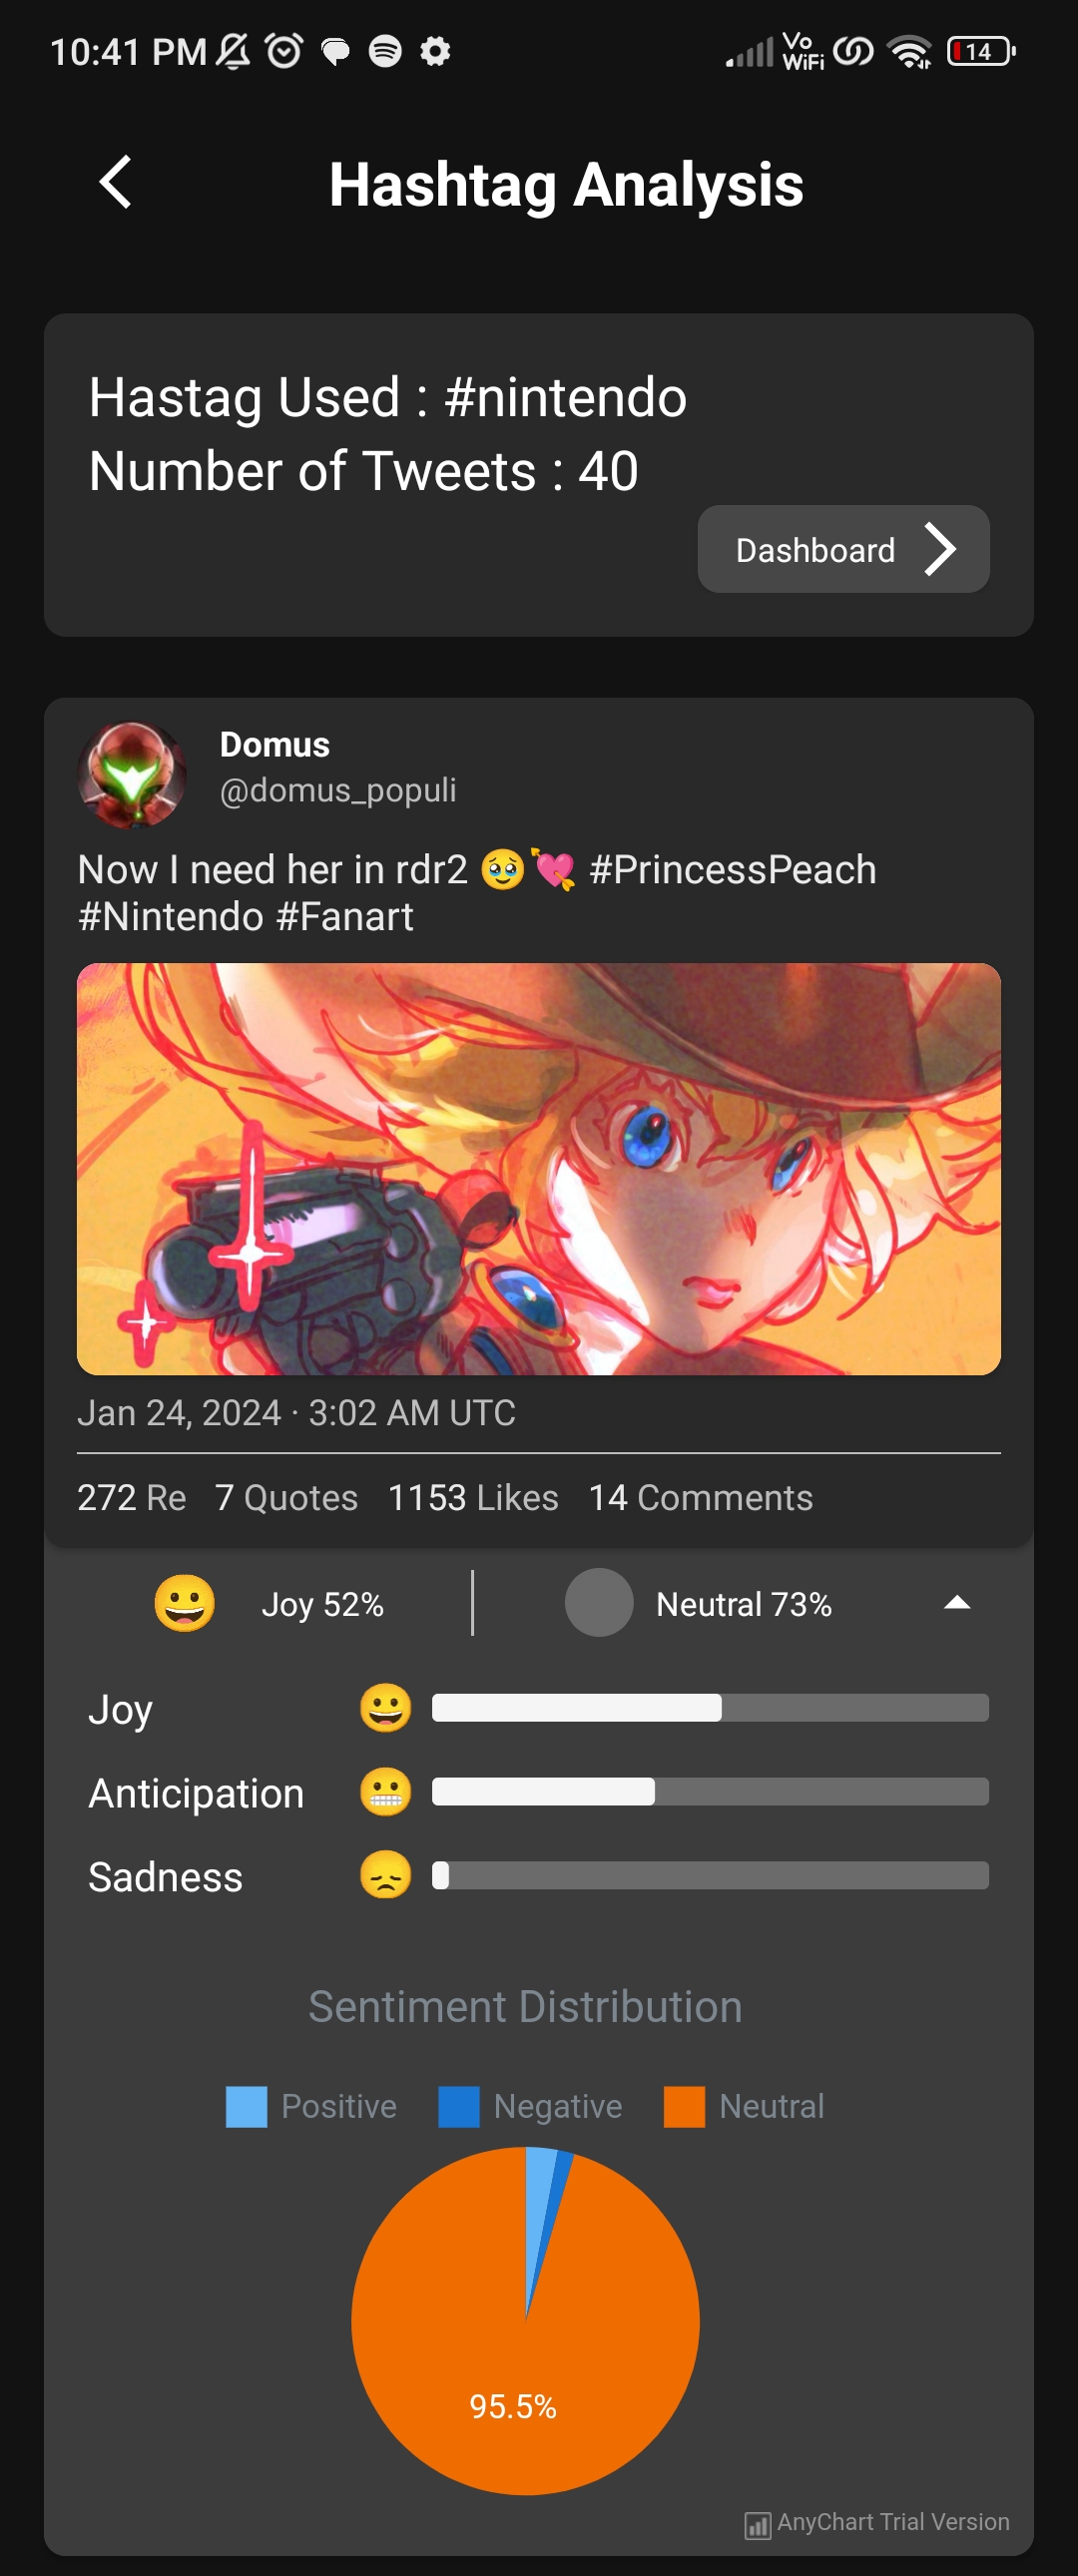 10:41 PM
Vo
WiFi
14
Hashtag Analysis
Hastag Used : #nintendo
Number of Tweets : 40
Dashboard
Domus
@domus_populi
Now I need her in rdr2 🥹💘 #PrincessPeach
#Nintendo #Fanart
Jan 24, 2024 · 3:02 AM UTC
272 Re 7 Quotes 1153 Likes 14 Comments
Joy 52% Neutral 73%
Joy
Anticipation
Sadness
Sentiment Distribution
Positive Negative Neutral
95.5%
AnyChart Trial Version